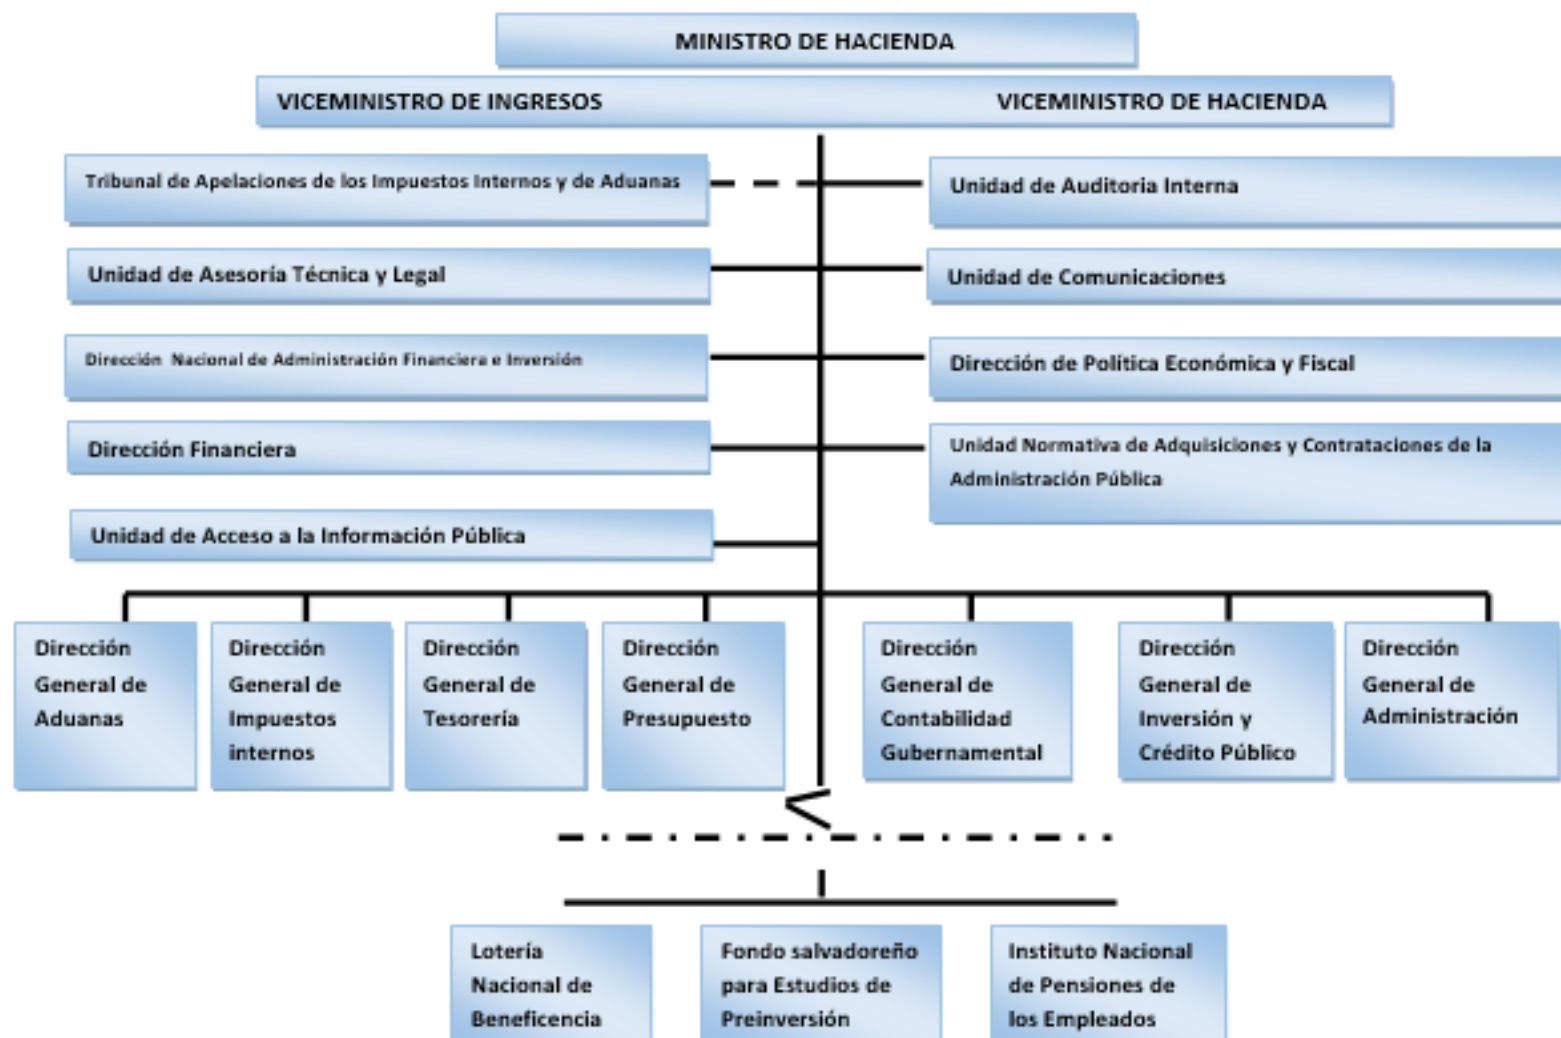 MINISTRO DE HACIENDA
VICEMINISTRO DE INGRESOS
VICEMINISTRO DE HACIENDA
Tribunal de Apelaciones de los Impuestos Internos y de Aduanas
Unidad de Auditoria Interna
Unidad de Asesoría Técnica y Legal
Unidad de Comunicaciones
Dirección Nacional de Administración Financiera e Inversión
Dirección de Política Económica y Fiscal
Dirección Financiera
Unidad Normativa de Adquisiciones y Contrataciones de la
Administración Pública
Unidad de Acceso a la Información Pública
Dirección
General de
Aduanas
Dirección
General de
Impuestos
internos
Dirección
General de
Tesorería
Dirección
General de
Presupuesto
Dirección
General de
Contabilidad
Gubernamental
Dirección
General de
Inversión y
Crédito Público
Dirección
General de
Administración
Lotería
Nacional de
Beneficencia
Fondo salvadoreño
para Estudios de
Preinversión
Instituto Nacional
de Pensiones de
los Empleados